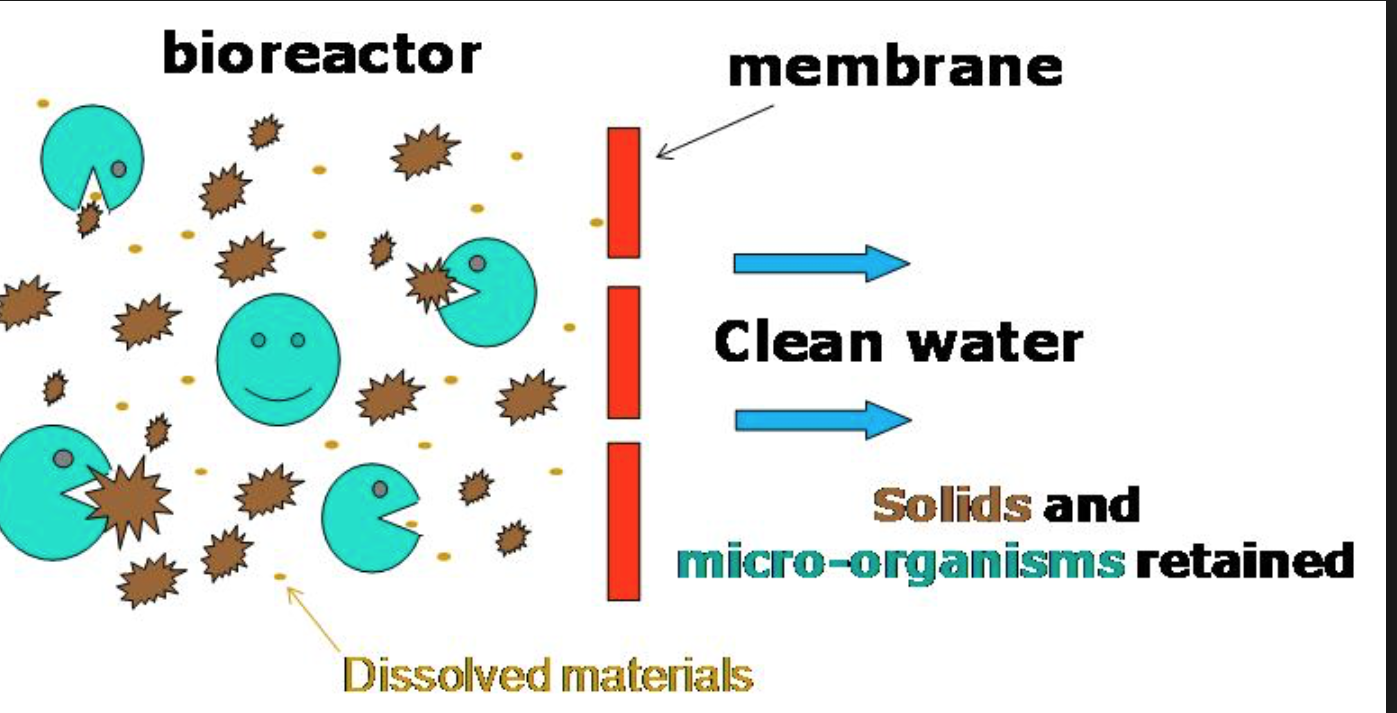 bioreactor
membrane
Clean water
Solids and
micro-organisms retained
Dissolved materials